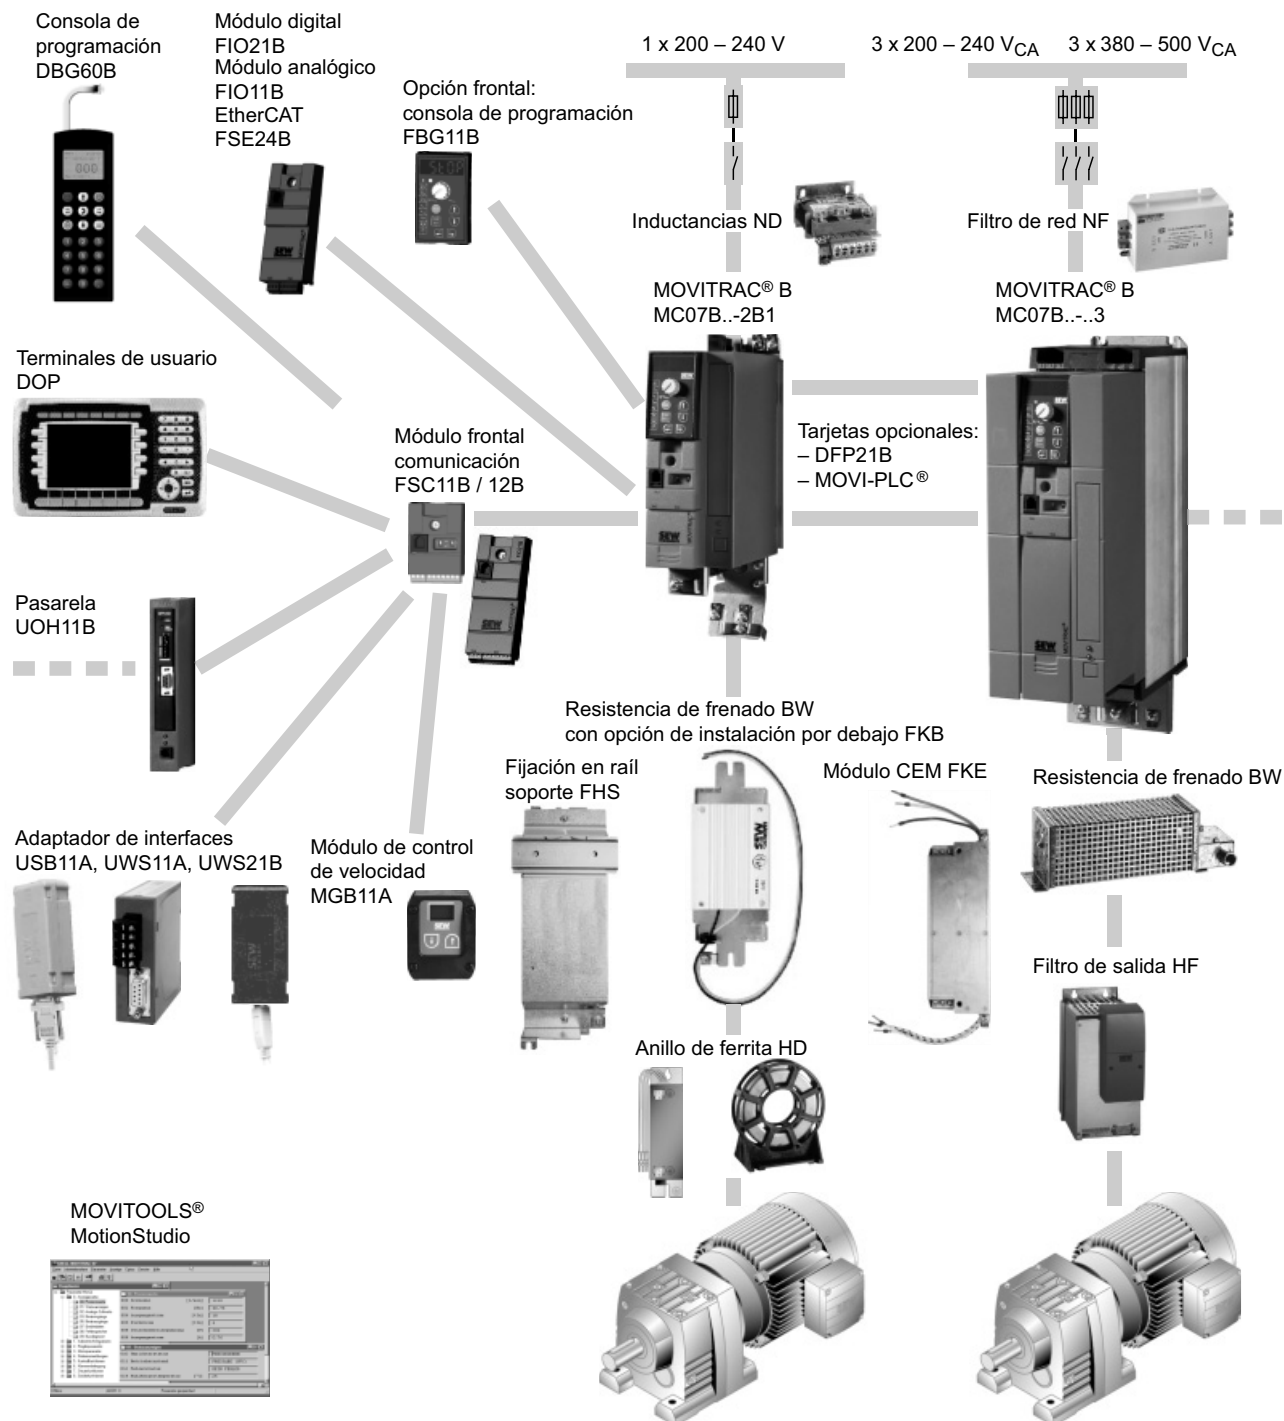 Consola de
programación
DBG60B
Módulo digital
FIO21B
Módulo analógico
FIO11B
EtherCAT
FSE24B
Opción frontal:
consola de programación
FBG11B
1 x 200 – 240 V
3 x 200 – 240 VCA
3 x 380 – 500 VCA
Inductancias ND
Filtro de red NF
MOVITRAC® B
MC07B..-2B1
MOVITRAC® B
MC07B..-..3
Terminales de usuario
DOP
Módulo frontal
comunicación
FSC11B / 12B
Tarjetas opcionales:
– DFP21B
– MOVI-PLC®
Pasarela
UOH11B
Resistencia de frenado BW
con opción de instalación por debajo FKB
Fijación en raíl
soporte FHS
Módulo CEM FKE
Resistencia de frenado BW
Adaptador de interfaces
USB11A, UWS11A, UWS21B
Módulo de control
de velocidad
MGB11A
Filtro de salida HF
Anillo de ferrita HD
MOVITOOLS®
MotionStudio